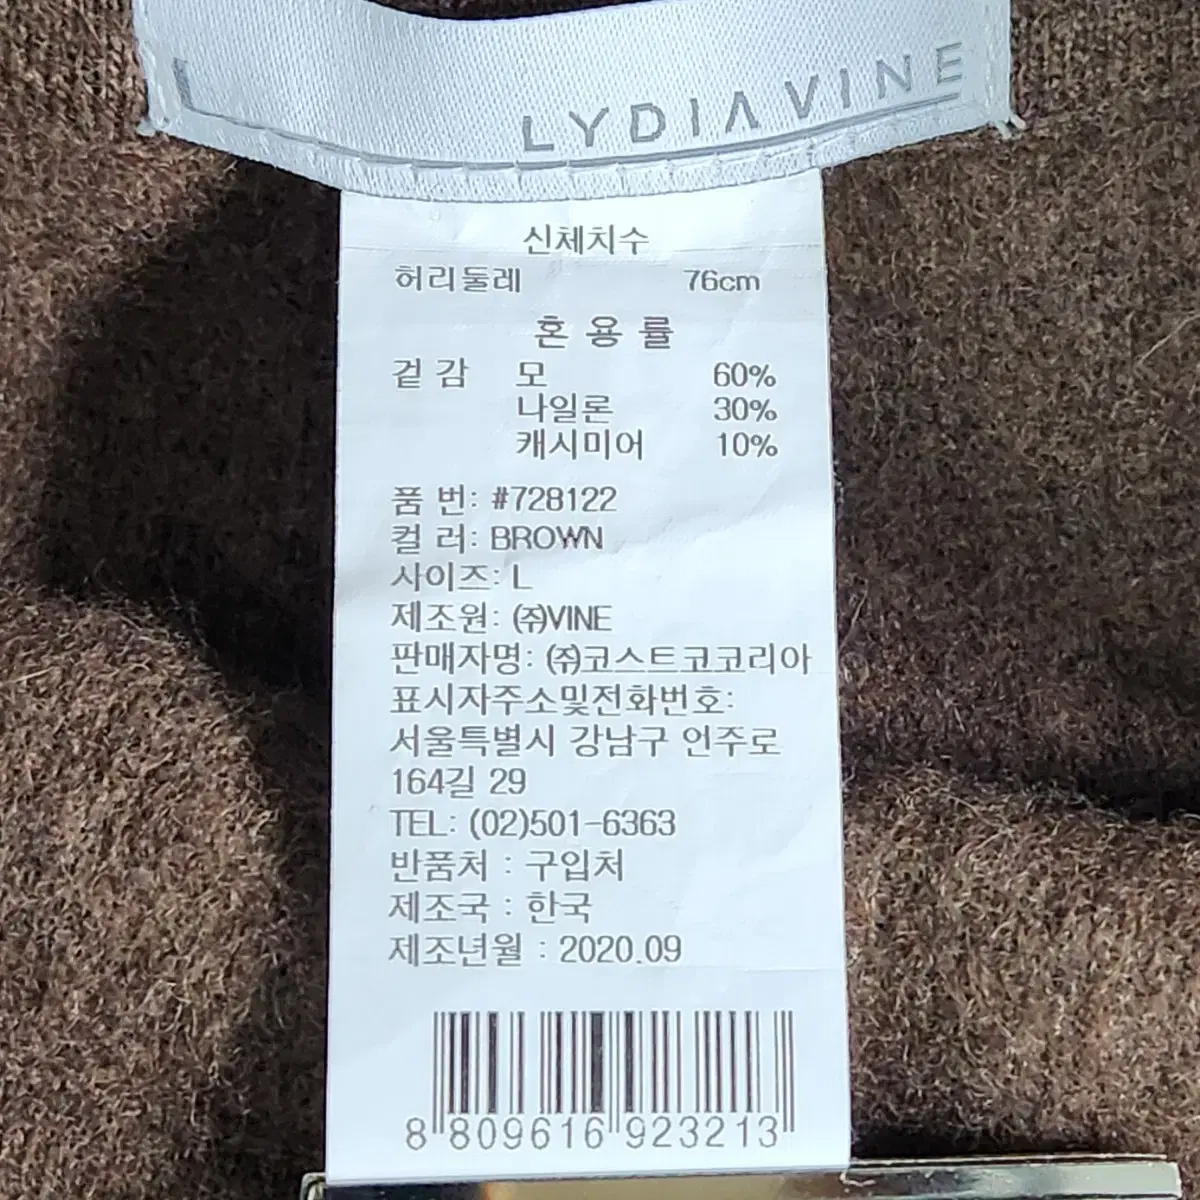 L
LYDIA VINE
신체치수
허리둘레 76cm
혼용률
겉감 모 60%
나일론 30%
캐시미어 10%
품 번: #728122
컬 러: BROWN
사이즈: L
제조원: ㈜VINE
판매자명: ㈜코스트코코리아
표시자주소및전화번호:
서울특별시 강남구 언주로
164길 29
TEL: (02)501-6363
반품처 : 구입처
제조국 : 한국
제조년월 : 2020.09
8 809616 923213